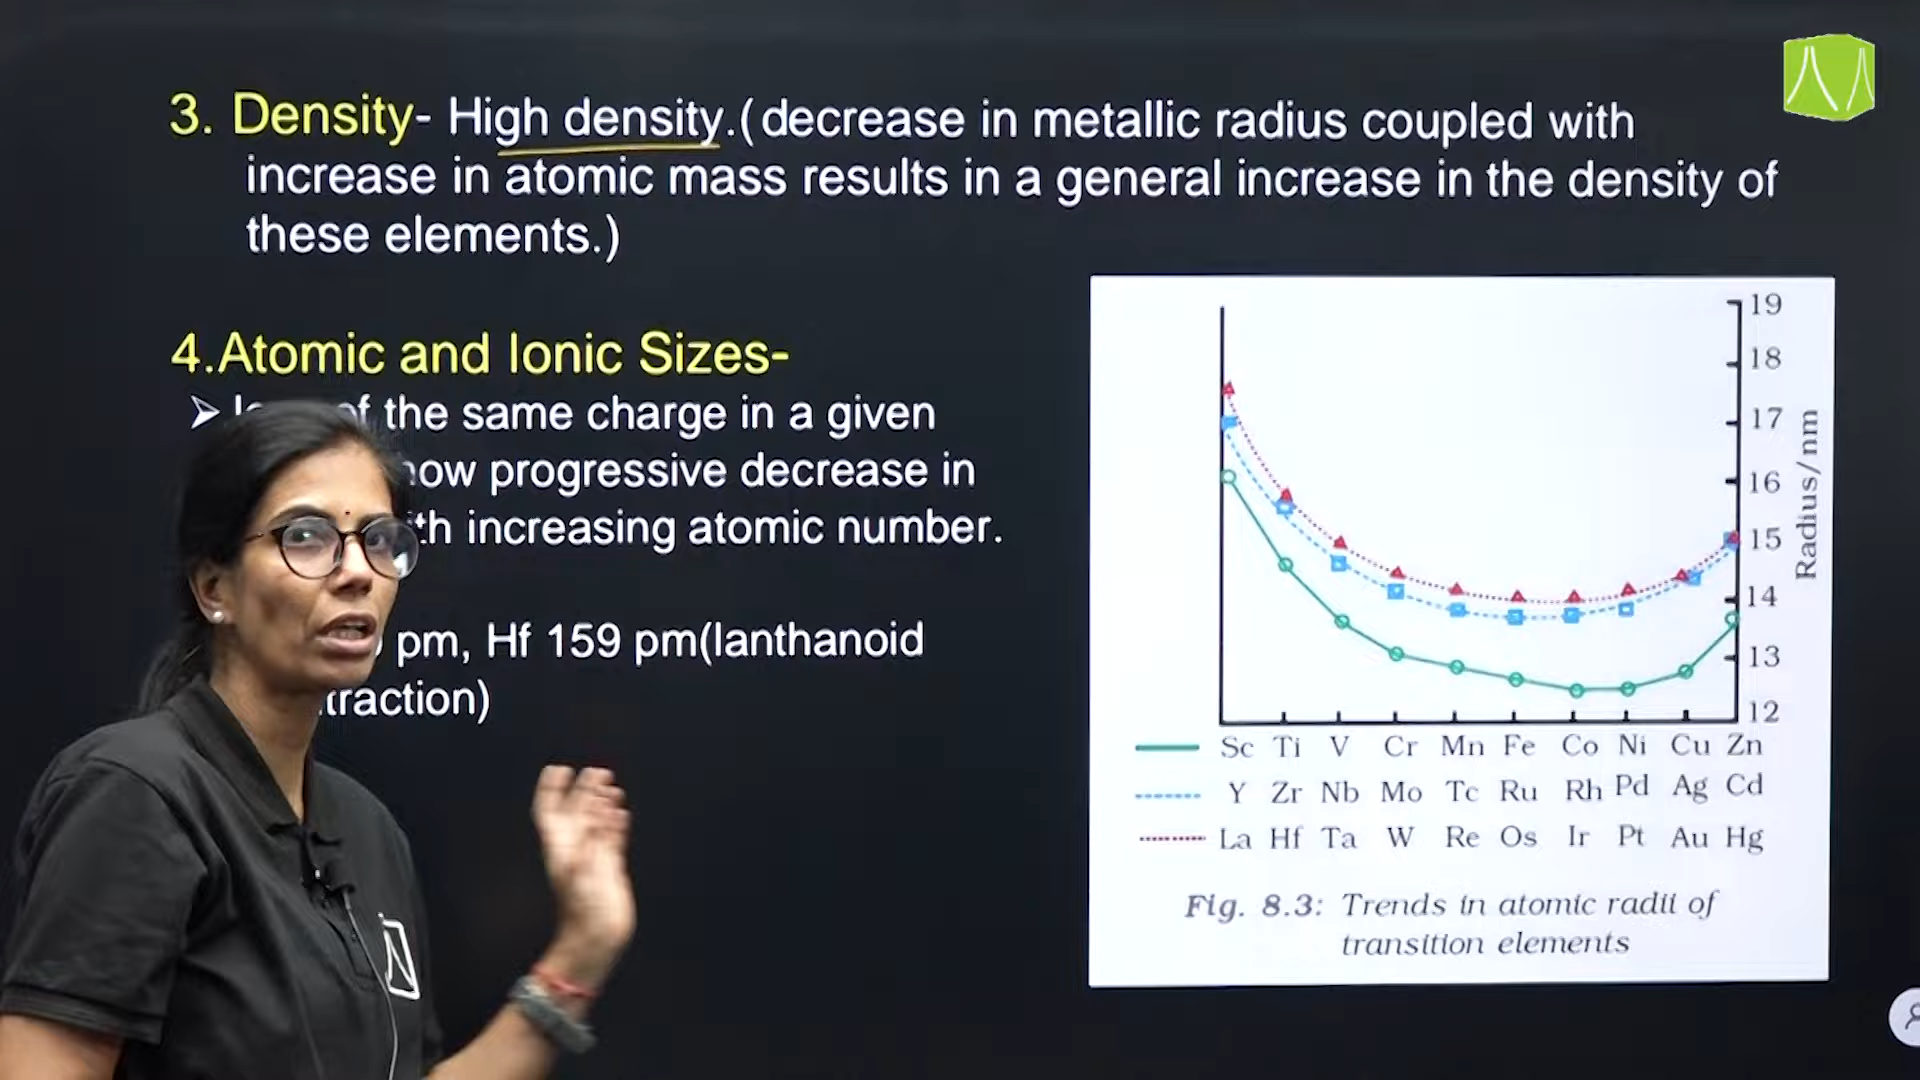 3. Density- High density.(decrease in metallic radius coupled with
increase in atomic mass results in a general increase in the density of
these elements.)
4.Atomic and Ionic Sizes-
of the same charge in a given
progressive decrease in
increasing atomic number.
pm, Hf 159 pm(lanthanoid
19
18
17
16
15
14
13
12
Radius/nm
Sc Ti V Cr Mn Fe Co Ni Cu Zn
Y Zr Nb Mo Tc Ru Rh Pd Ag Cd
La Hf Ta W Re Os Ir Pt Au Hg
Fig. 8.3: Trends in atomic radii of
transition elements